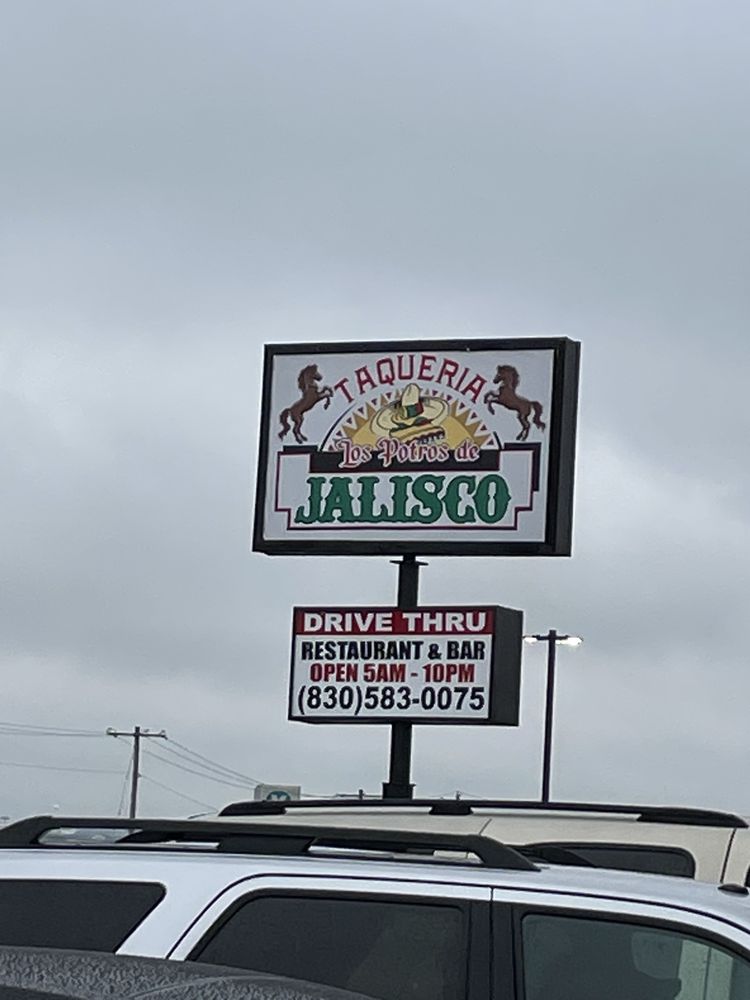 TAQUERIA
Los Potros de
JALISCO
DRIVE THRU
RESTAURANT & BAR
OPEN 5AM - 10PM
(830)583-0075